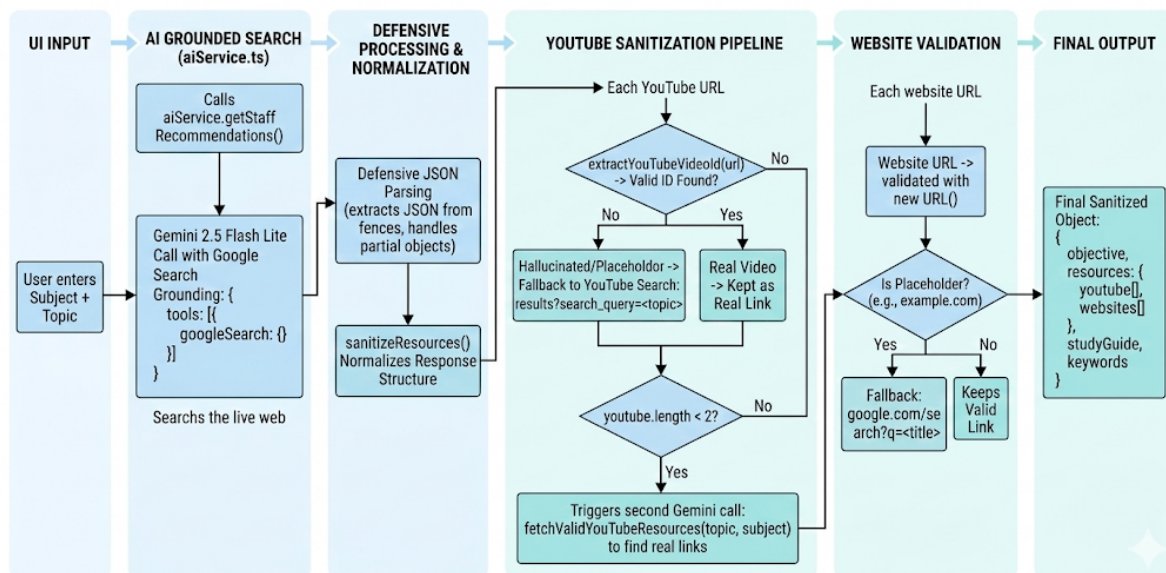 UI INPUT
User enters
Subject +
Topic
AI GROUNDED SEARCH
(aiService.ts)
Calls
aiService.getStaff
Recommendations()
Gemini 2.5 Flash Lite
Call with Google
Search
Grounding: {
tools: [{
googleSearch: {}
}]
}
Searchs the live web
DEFENSIVE
PROCESSING &
NORMALIZATION
Defensive JSON
Parsing
(extracts JSON from
fences, handles
partial objects)
sanitizeResources()
Normalizes Response
Structure
YOUTUBE SANITIZATION PIPELINE
Each YouTube URL
extractYouTubeVideoId(url)
-> Valid ID Found?
No
No
Yes
Hallucinated/Placeholdor ->
Fallback to YouTube Search:
results?search_query=<topic>
Real Video
-> Kept as
Real Link
youtube.length < 2?
No
Yes
Triggers second Gemini call:
fetchValidYouTubeResources(topic, subject)
to find real links
WEBSITE VALIDATION
Each website URL
Website URL ->
validated with
new URL()
Is Placeholder?
(e.g., example.com)
Yes
No
Fallback:
google.com/se
arch?q=<title>
Keeps
Valid
Link
FINAL OUTPUT
Final Sanitized
Object:
{
objective,
resources: {
youtube[],
websites[]
},
studyGuide,
keywords
}